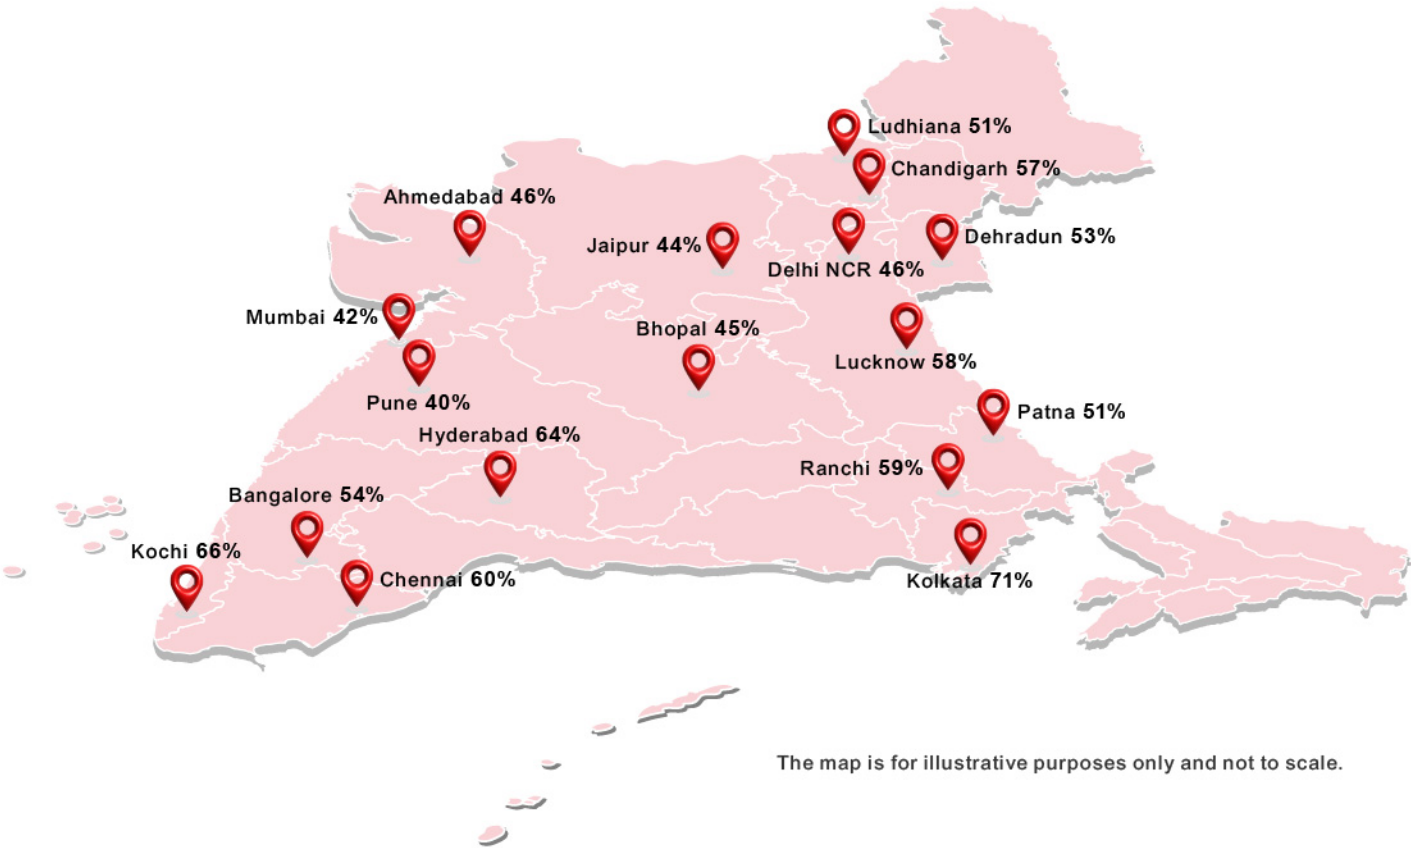 Ludhiana 51%
Chandigarh 57%
Ahmedabad 46%
Dehradun 53%
Jaipur 44%
Delhi NCR 46%
Mumbai 42%
Bhopal 45%
Lucknow 58%
Pune 40%
Patna 51%
Hyderabad 64%
Ranchi 59%
Bangalore 54%
Kochi 66%
Chennai 60%
Kolkata 71%
The map is for illustrative purposes only and not to scale.